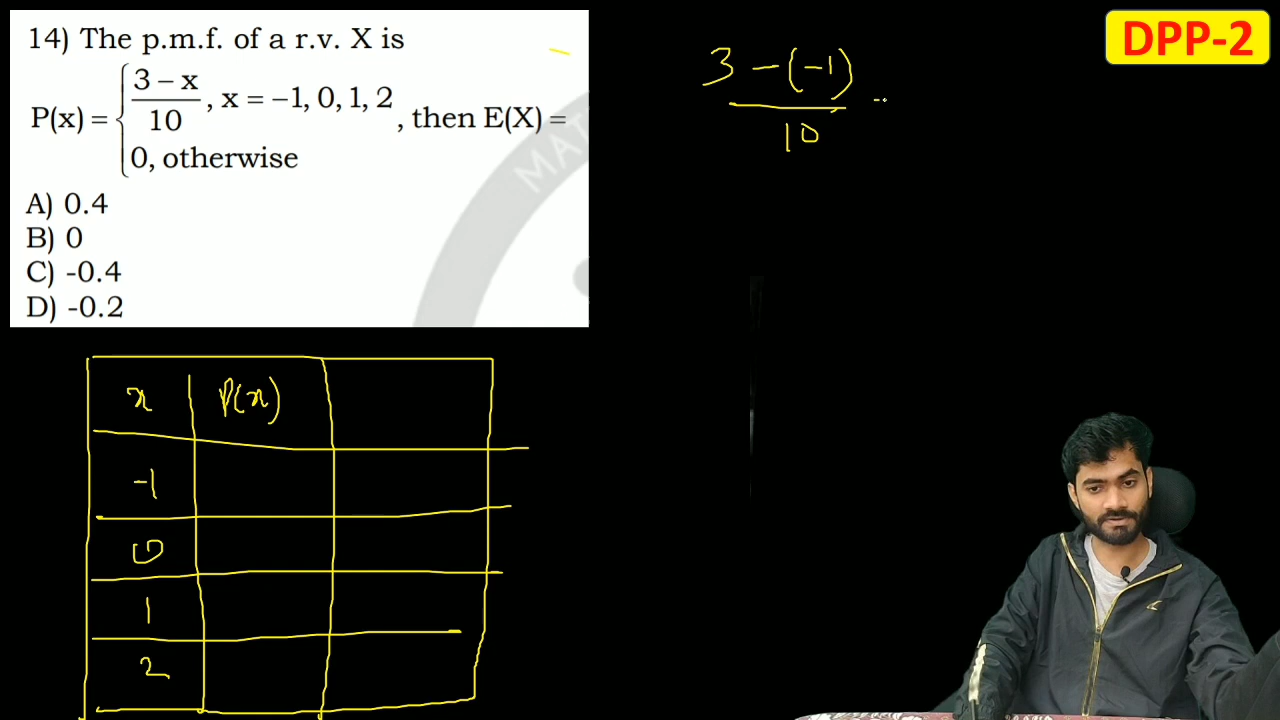 14) The p.m.f. of a r.v. X is
P(x) = { (3 – x)/10 , x = −1, 0, 1, 2
0, otherwise
, then E(X) =
A) 0.4
B) 0
C) -0.4
D) -0.2
DPP-2
3 – (–1)
10
x P(x)
-1
0
1
2